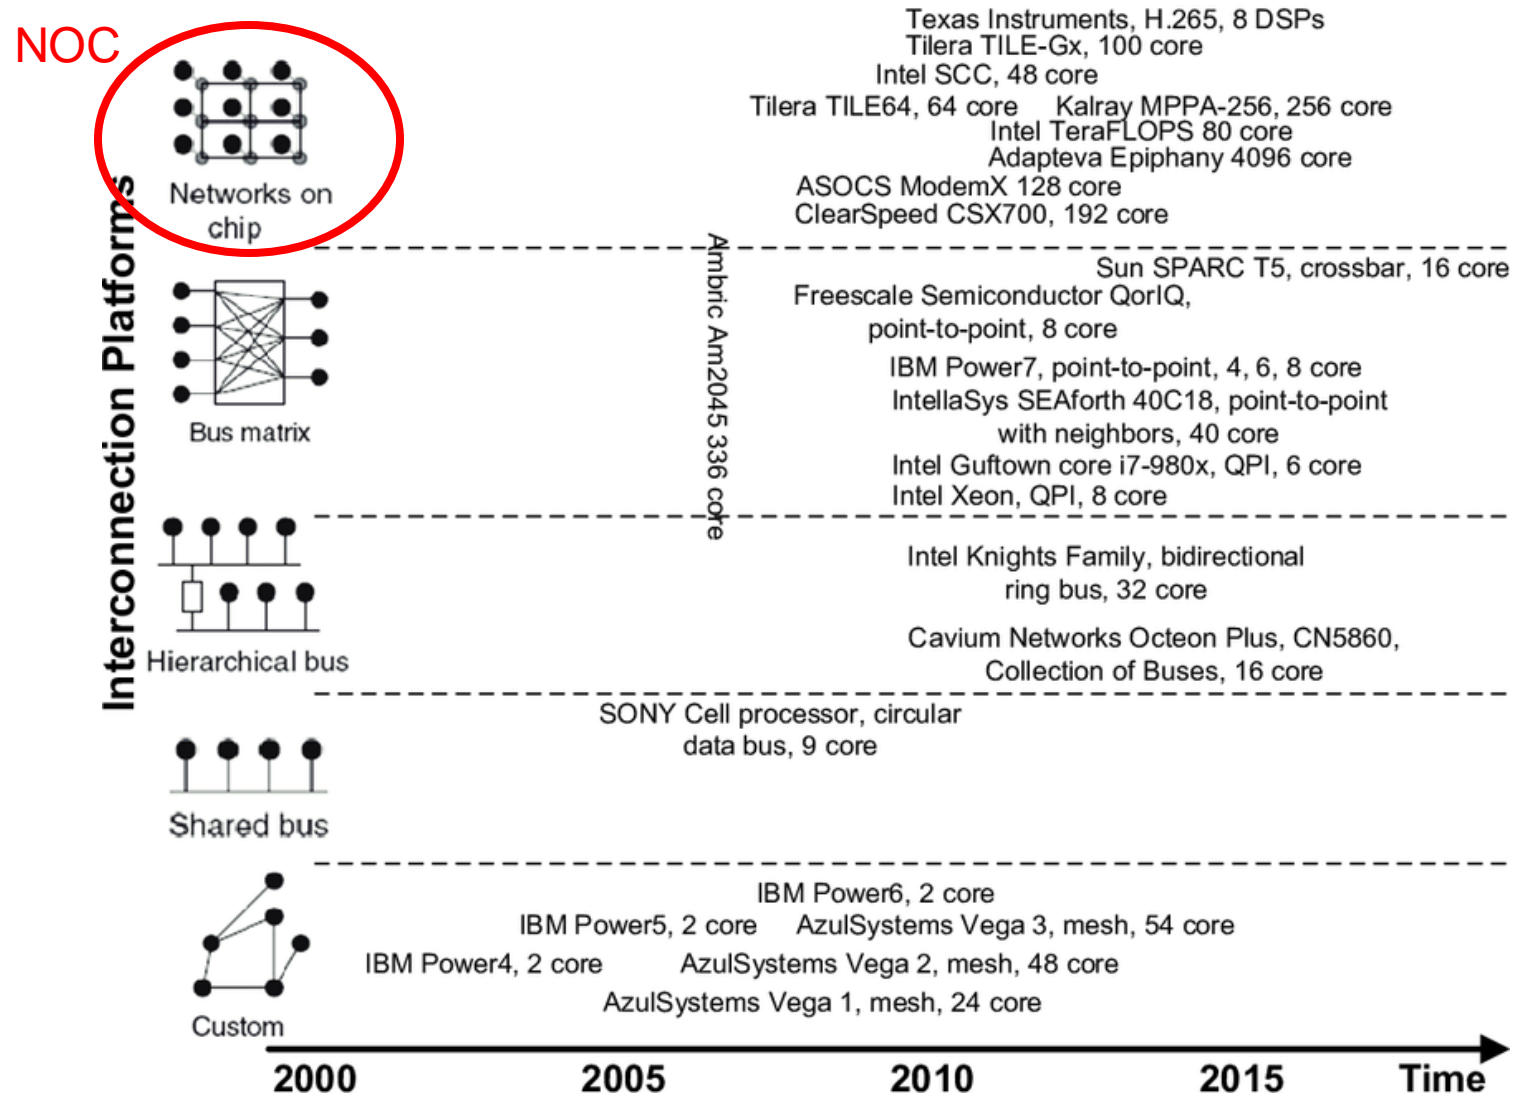 NOC
Texas Instruments, H.265, 8 DSPs
Tilera TILE-Gx, 100 core
Intel SCC, 48 core
Tilera TILE64, 64 core
Kalray MPPA-256, 256 core
Intel TeraFLOPS 80 core
Adapteva Epiphany 4096 core
ASOCS ModemX 128 core
ClearSpeed CSX700, 192 core
Networks on
chip
Interconnection Platforms
Ambric Am2045 336 core
Sun SPARC T5, crossbar, 16 core
Freescale Semiconductor QorIQ,
point-to-point, 8 core
IBM Power7, point-to-point, 4, 6, 8 core
IntellaSys SEAforth 40C18, point-to-point
with neighbors, 40 core
Intel Guftown core i7-980x, QPI, 6 core
Intel Xeon, QPI, 8 core
Bus matrix
Intel Knights Family, bidirectional
ring bus, 32 core
Cavium Networks Octeon Plus, CN5860,
Collection of Buses, 16 core
Hierarchical bus
SONY Cell processor, circular
data bus, 9 core
Shared bus
IBM Power6, 2 core
IBM Power5, 2 core
AzulSystems Vega 3, mesh, 54 core
IBM Power4, 2 core
AzulSystems Vega 2, mesh, 48 core
AzulSystems Vega 1, mesh, 24 core
Custom
2000
2005
2010
2015
Time